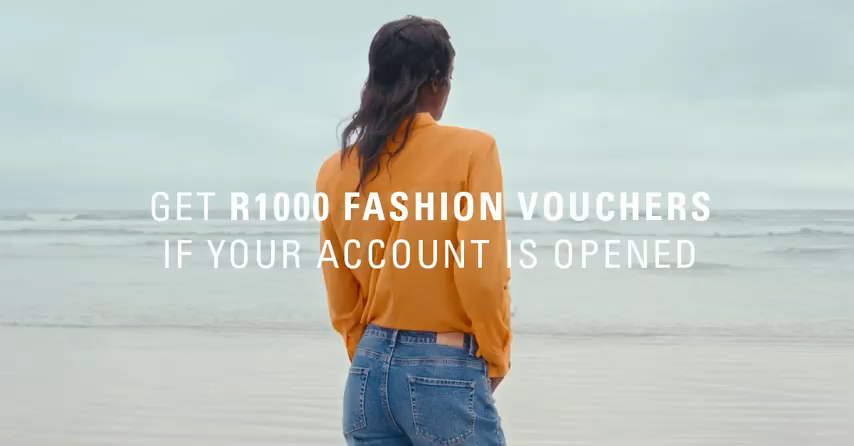 GET R1000 FASHION VOUCHERS
IF YOUR ACCOUNT IS OPENED